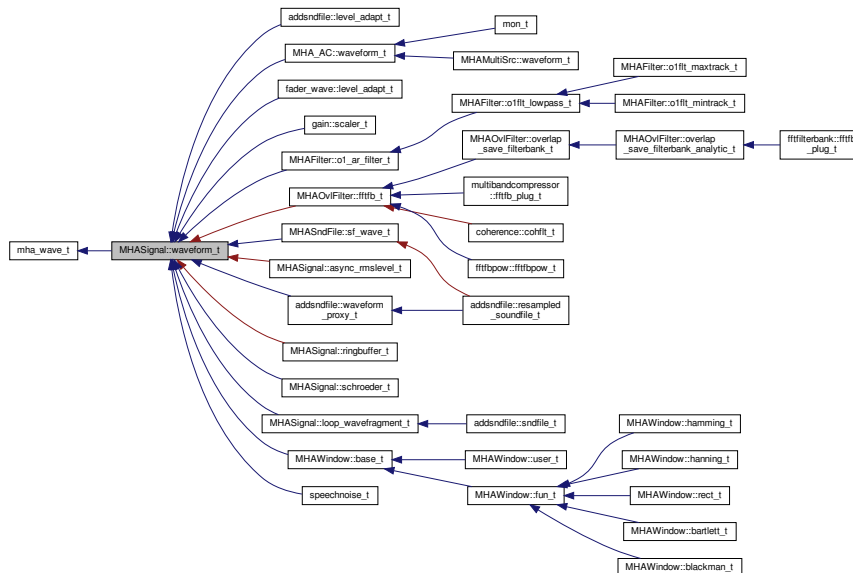 addsndfile::level_adapt_t
mon_t
MHA_AC::waveform_t
MHAMultiSrc::waveform_t
MHAFilter::o1flt_maxtrack_t
fader_wave::level_adapt_t
MHAFilter::o1flt_lowpass_t
MHAFilter::o1flt_mintrack_t
gain::scaler_t
MHAOvlFilter::overlap
_save_filterbank_t
MHAOvlFilter::overlap
_save_filterbank_analytic_t
fftfilterbank::fftfb
_plug_t
MHAFilter::o1_ar_filter_t
MHAOvlFilter::fftfb_t
multibandcompressor
::fftfb_plug_t
MHASndFile::sf_wave_t
coherence::cohflt_t
mha_wave_t
MHASignal::waveform_t
MHASignal::async_rmslevel_t
fftfbpow::fftfbpow_t
addsndfile::waveform
_proxy_t
addsndfile::resampled
_soundfile_t
MHASignal::ringbuffer_t
MHASignal::schroeder_t
MHASignal::loop_wavefragment_t
addsndfile::sndfile_t
MHAWindow::hamming_t
MHAWindow::base_t
MHAWindow::user_t
MHAWindow::hanning_t
speechnoise_t
MHAWindow::fun_t
MHAWindow::rect_t
MHAWindow::bartlett_t
MHAWindow::blackman_t